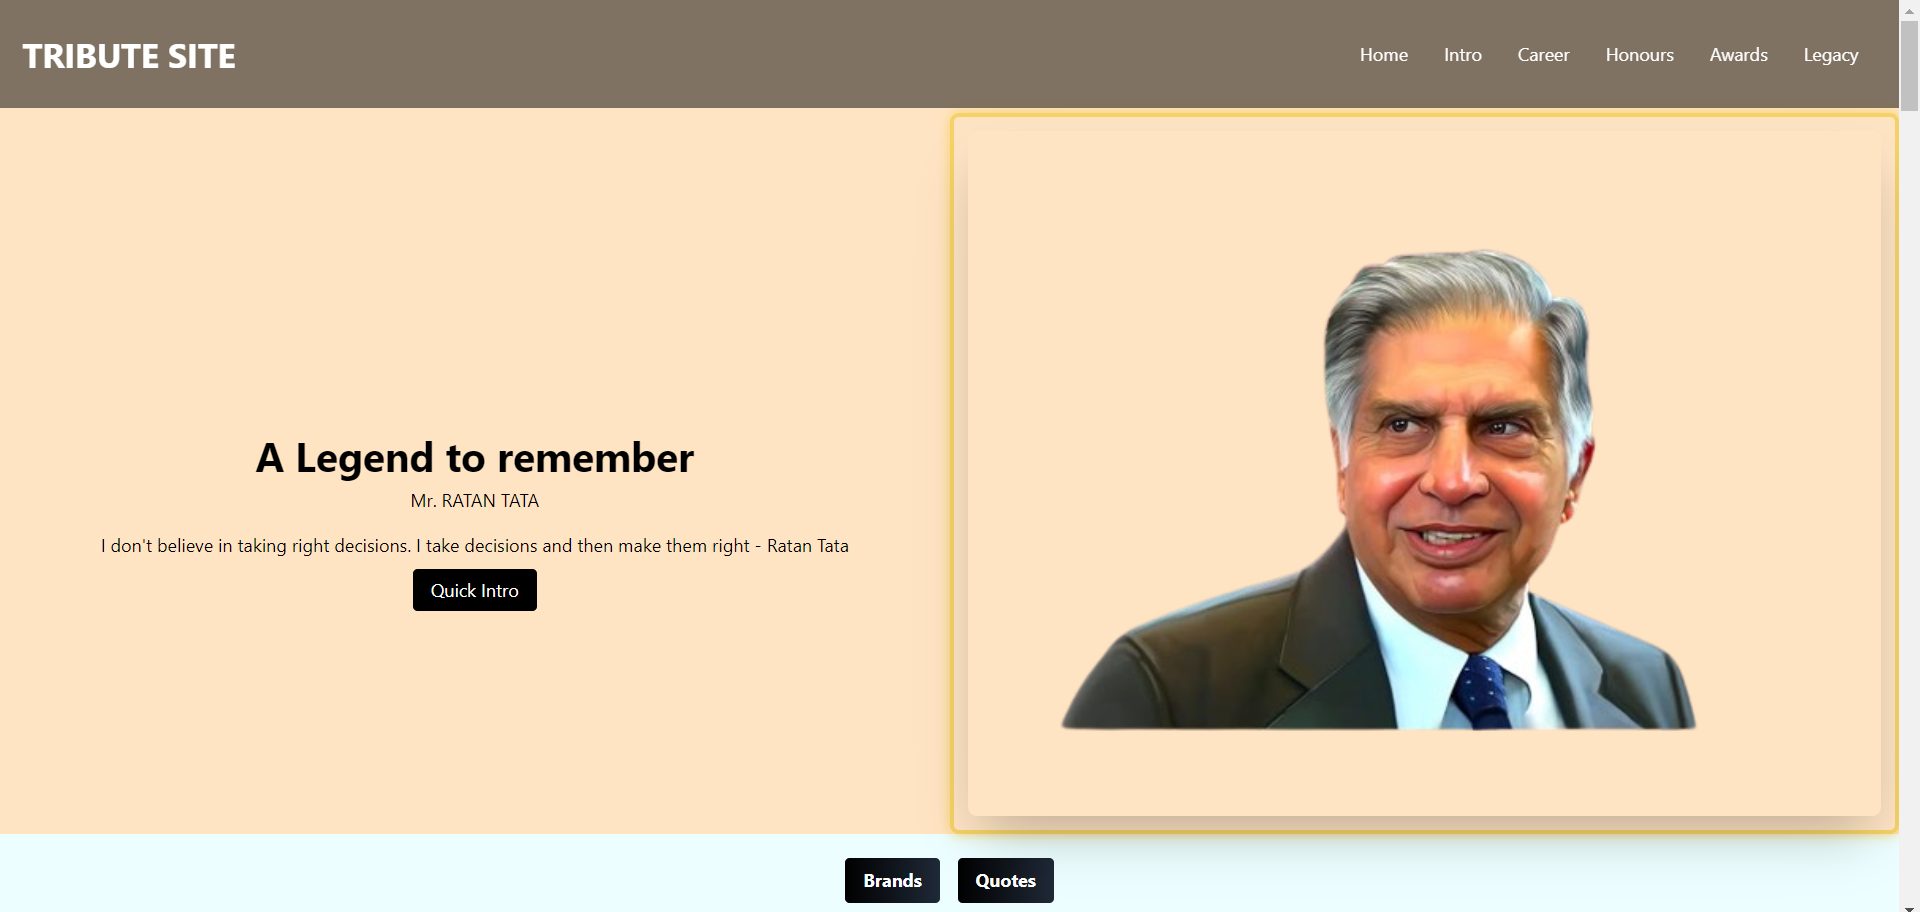 TRIBUTE SITE
Home Intro Career Honours Awards Legacy
A Legend to remember
Mr. RATAN TATA
I don't believe in taking right decisions. I take decisions and then make them right - Ratan Tata
Quick Intro
Brands Quotes